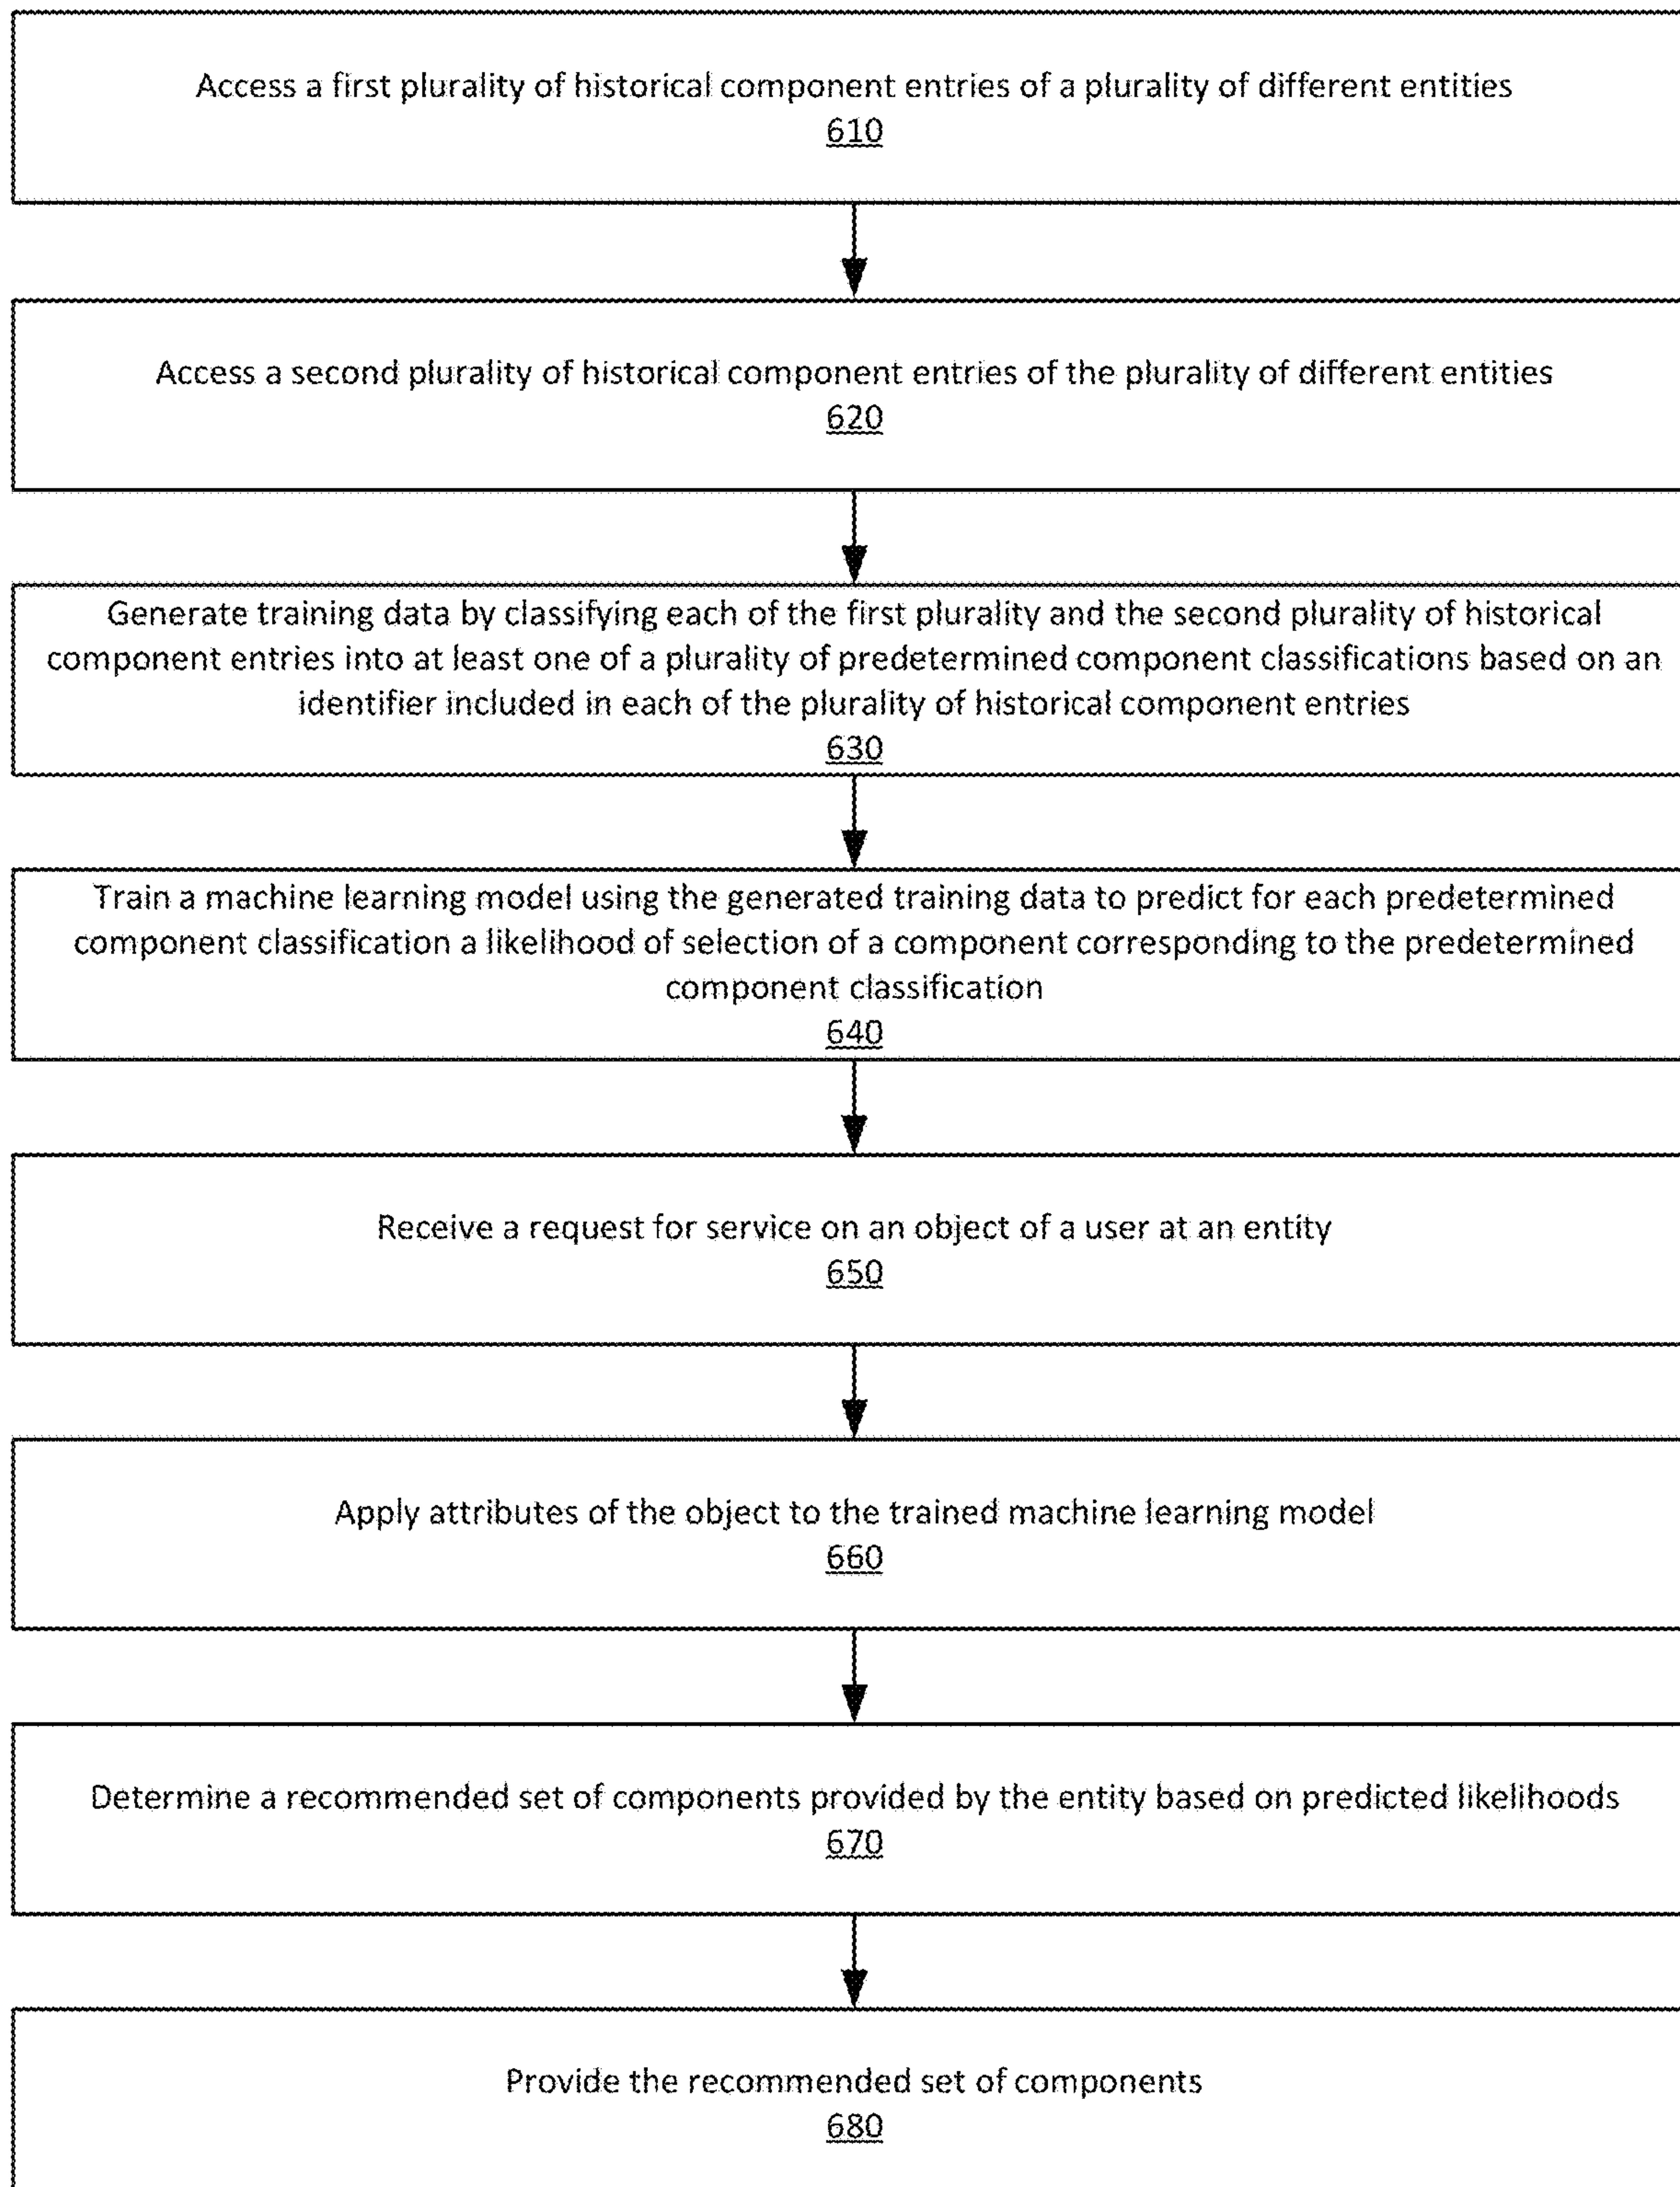 Access a first plurality of historical component entries of a plurality of different entities
610
Access a second plurality of historical component entries of the plurality of different entities
620
Generate training data by classifying each of the first plurality and the second plurality of historical
component entries into at least one of a plurality of predetermined component classifications based on an
identifier included in each of the plurality of historical component entries
630
Train a machine learning model using the generated training data to predict for each predetermined
component classification a likelihood of selection of a component corresponding to the predetermined
component classification
640
Receive a request for service on an object of a user at an entity
650
Apply attributes of the object to the trained machine learning model
660
Determine a recommended set of components provided by the entity based on predicted likelihoods
670
Provide the recommended set of components
680